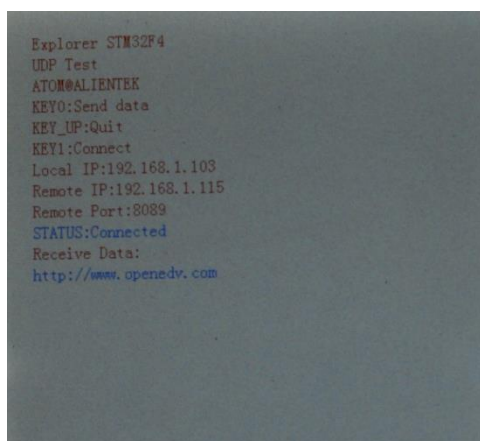 Explorer STM32F4
UDP Test
ATOM@ALIENTEK
KEY0:Send data
KEY_UP:Quit
KEY1:Connect
Local IP:192.168.1.103
Remote IP:192.168.1.115
Remote Port:8089
STATUS:Connected
Receive Data:
http://www.openedv.com